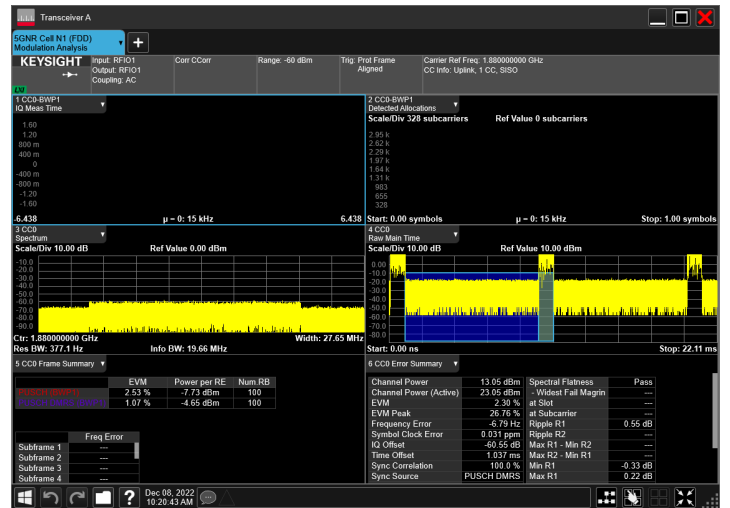 Transceiver A
5GNR Cell N1 (FDD)
Modulation Analysis
KEYSIGHT
LXI
Input: RFIO1
Output: RFIO1
Coupling: AC
Corr CCorr
Range: -60 dBm
Trig: Prot Frame
Aligned
Carrier Ref Freq: 1.880000000 GHz
CC Info: Uplink, 1 CC, SISO
1 CC0-BWP1
IQ Meas Time
1.60
1.20
800 m
400 m
0
-400 m
-800 m
-1.20
-1.60
-6.438 μ = 0: 15 kHz 6.438
2 CC0-BWP1
Detected Allocations
Scale/Div 328 subcarriers Ref Value 0 subcarriers
2.95 k
2.62 k
2.29 k
1.97 k
1.64 k
1.31 k
983
655
328
Start: 0.00 symbols μ = 0: 15 kHz Stop: 1.00 symbols
3 CC0
Spectrum
Scale/Div 10.00 dB Ref Value 0.00 dBm
-10.0
-20.0
-30.0
-40.0
-50.0
-60.0
-70.0
-80.0
-90.0
Ctr: 1.880000000 GHz Width: 27.65 MHz
Res BW: 377.1 Hz Info BW: 19.66 MHz
4 CC0
Raw Main Time
Scale/Div 10.00 dB Ref Value 10.00 dBm
0.00
-10.0
-20.0
-30.0
-40.0
-50.0
-60.0
-70.0
-80.0
Start: 0.00 ns Stop: 22.11 ms
5 CC0 Frame Summary
EVM Power per RE Num.RB
2.53 % -7.73 dBm 100
1.07 % -4.65 dBm 100
Freq Error
Subframe 1 ---
Subframe 2 ---
Subframe 3 ---
Subframe 4 ---
6 CC0 Error Summary
Channel Power 13.05 dBm Spectral Flatness Pass
Channel Power (Active) 23.05 dBm - Widest Fail Magrin ---
EVM 2.30 % at Slot ---
EVM Peak 26.76 % at Subcarrier ---
Frequency Error -6.79 Hz Ripple R1 0.55 dB
Symbol Clock Error 0.031 ppm Ripple R2 ---
IQ Offset -60.55 dB Max R1 - Min R2 ---
Time Offset 1.037 ms Max R2 - Min R1 ---
Sync Correlation 100.0 % Min R1 -0.33 dB
Sync Source PUSCH DMRS Max R1 0.22 dB
Dec 08, 2022
10:20:43 AM